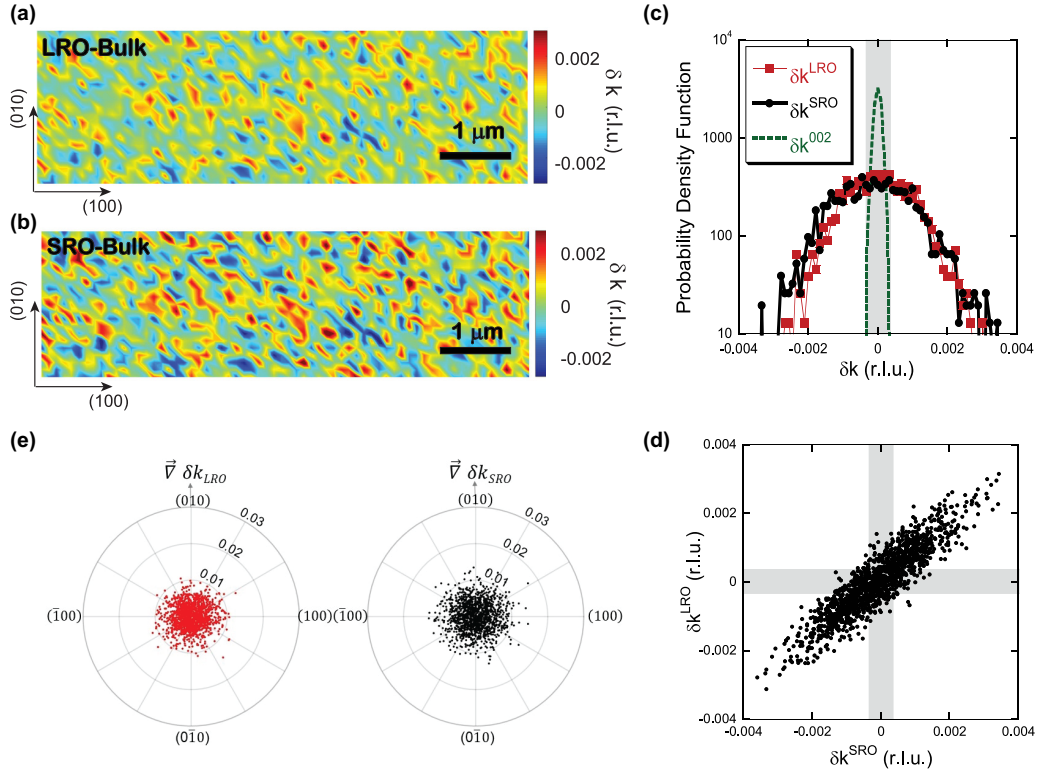 (a)
LRO-Bulk
(010)
(100)
1 μm
0.002
0
-0.002
δ k (r.l.u.)
(b)
SRO-Bulk
(010)
(100)
1 μm
0.002
0
-0.002
δ k (r.l.u.)
(c)
Probability Density Function
10⁴
1000
100
10
δk^LRO
δk^SRO
δk^002
-0.004 -0.002 0 0.002 0.004
δk (r.l.u.)
(e)
∇⃗ δk_LRO
(010)
0.03
0.02
0.01
(1̄00)
(100)
(01̄0)
∇⃗ δk_SRO
(010)
0.03
0.02
0.01
(1̄00)
(100)
(01̄0)
(d)
δk^LRO (r.l.u.)
0.004
0.002
0
-0.002
-0.004
-0.004 -0.002 0 0.002 0.004
δk^SRO (r.l.u.)